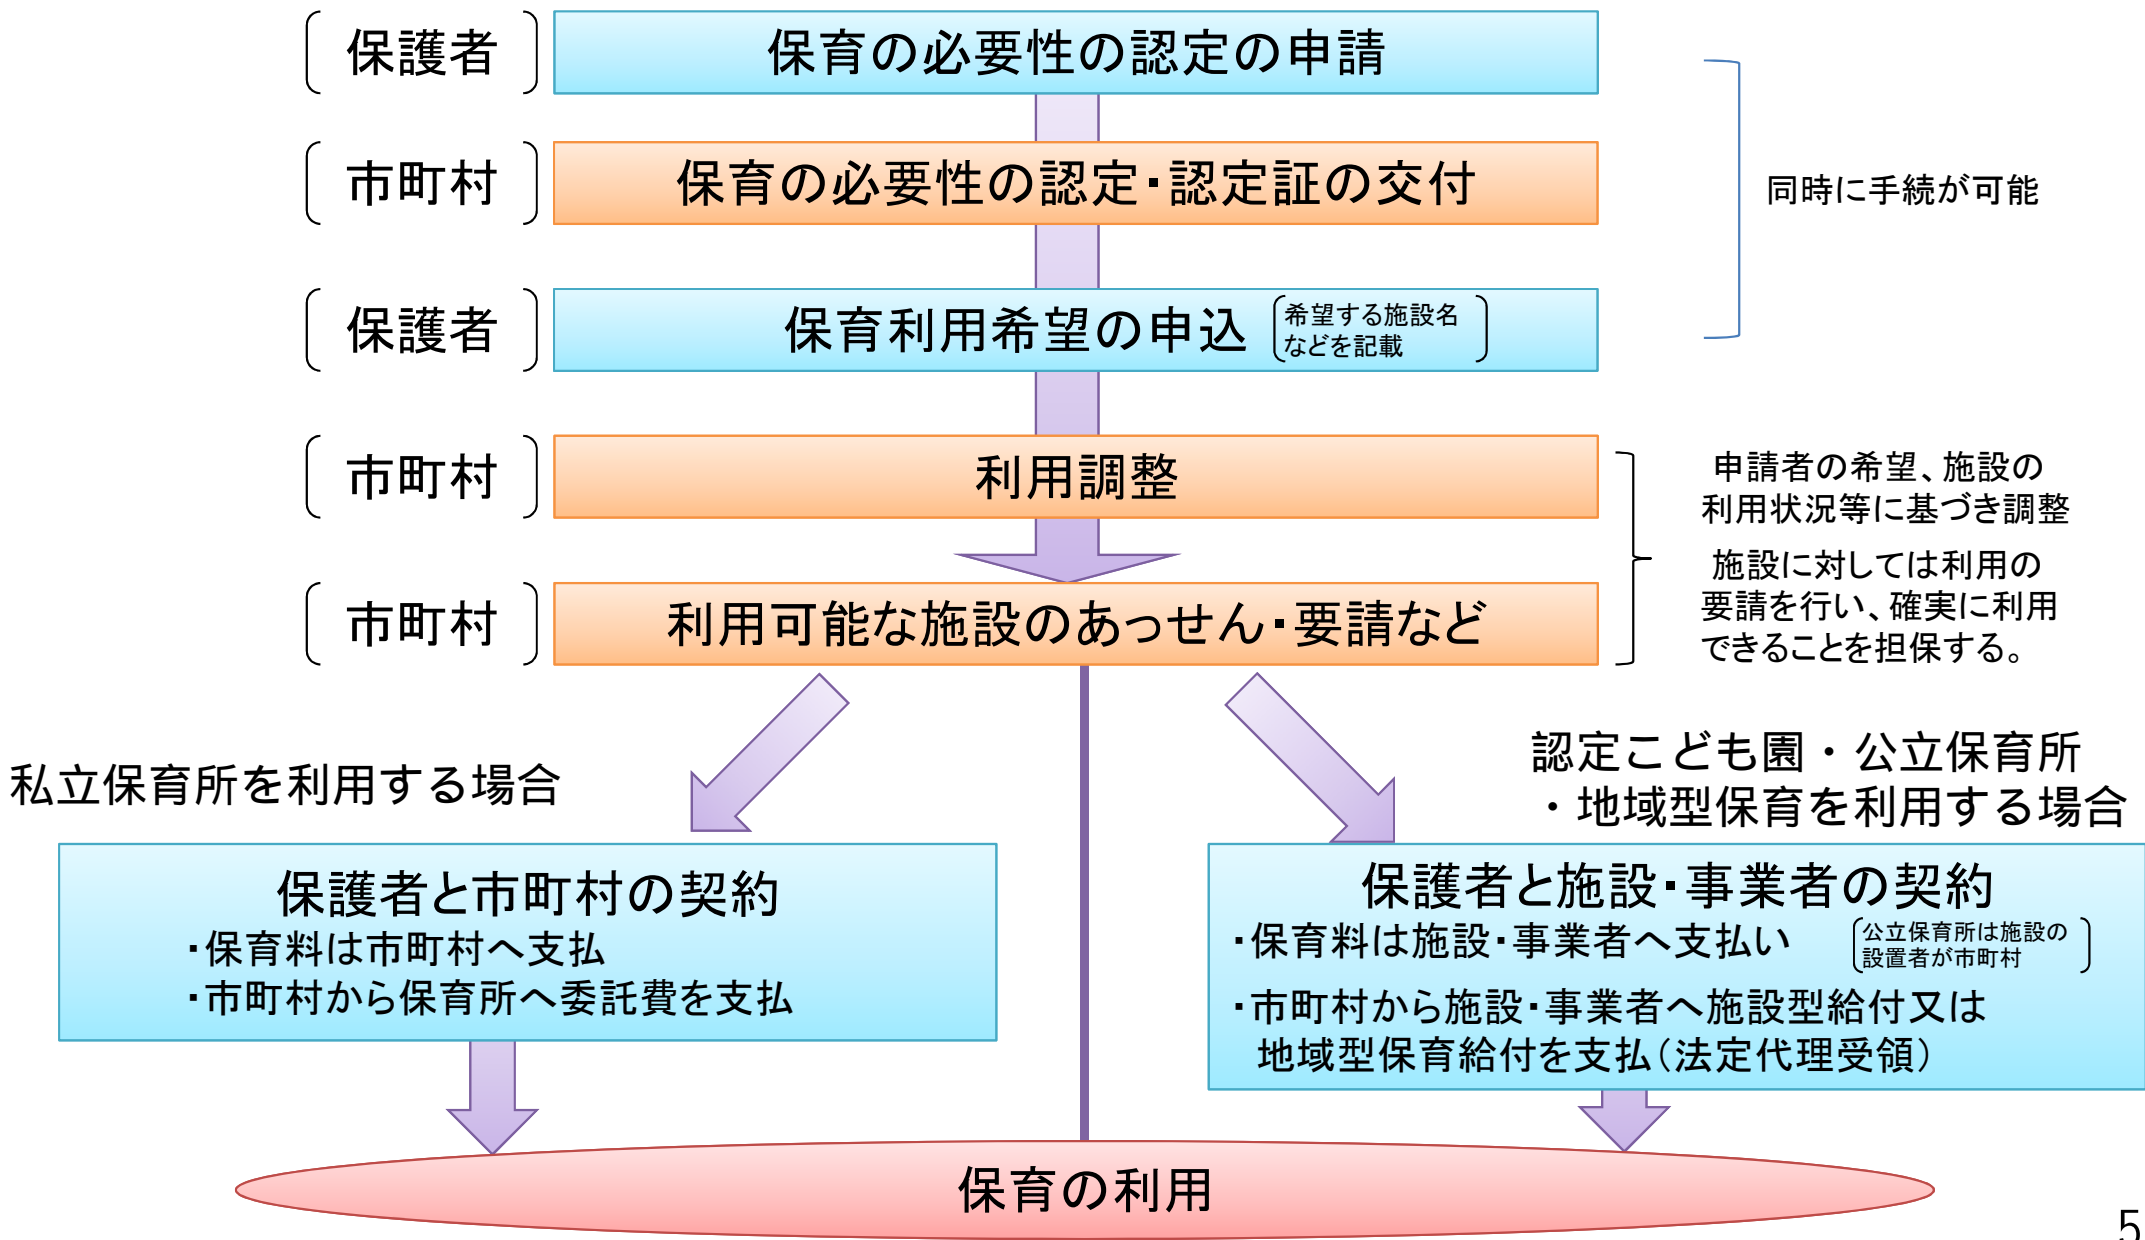 保護者
保育の必要性の認定の申請
市町村
保育の必要性の認定・認定証の交付
同時に手続が可能
保護者
保育利用希望の申込
希望する施設名
などを記載
市町村
利用調整
申請者の希望、施設の
利用状況等に基づき調整
施設に対しては利用の
要請を行い、確実に利用
できることを担保する。
市町村
利用可能な施設のあっせん・要請など
私立保育所を利用する場合
保護者と市町村の契約
・保育料は市町村へ支払
・市町村から保育所へ委託費を支払
認定こども園・公立保育所
・地域型保育を利用する場合
保護者と施設・事業者の契約
・保育料は施設・事業者へ支払い
公立保育所は施設の
設置者が市町村
・市町村から施設・事業者へ施設型給付又は
地域型保育給付を支払（法定代理受領）
保育の利用
5